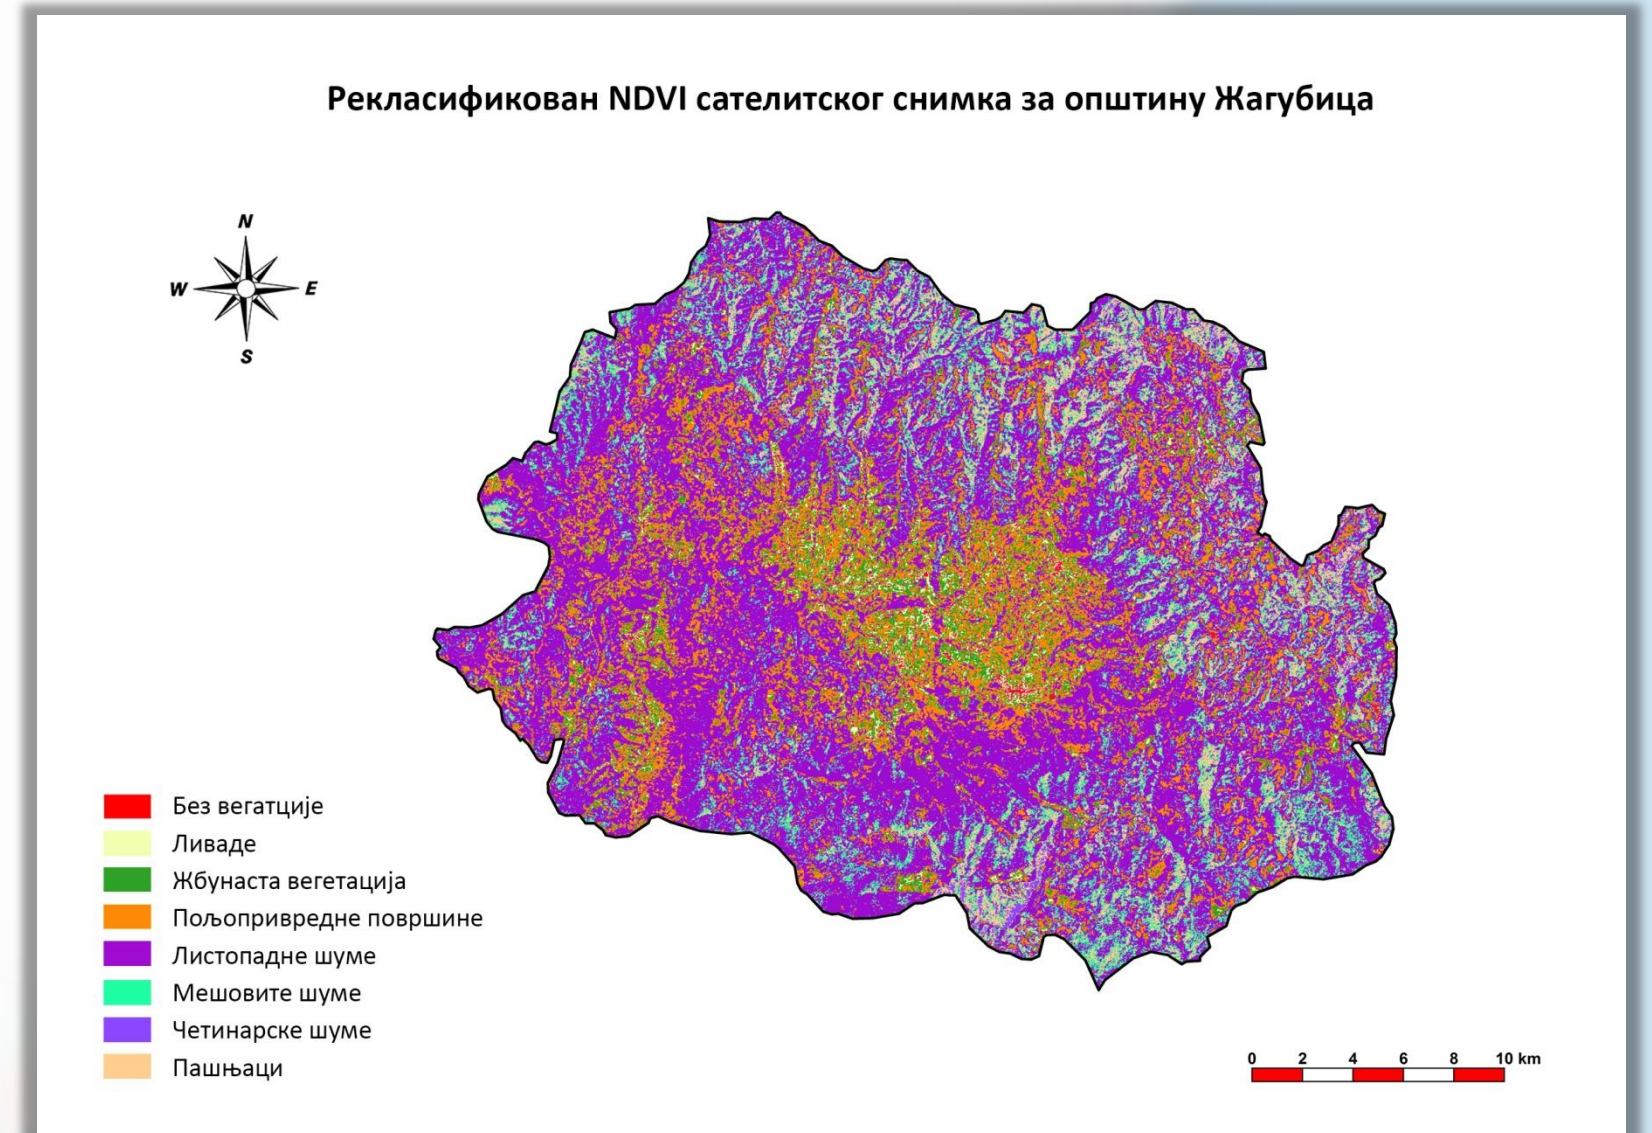 Рекласификован NDVI сателитског снимка за општину Жагубица
N
W E
S
Без вегатције
Ливаде
Жбунаста вегетација
Пољопривредне површине
Листопадне шуме
Мешовите шуме
Четинарске шуме
Пашњаци
0 2 4 6 8 10 km